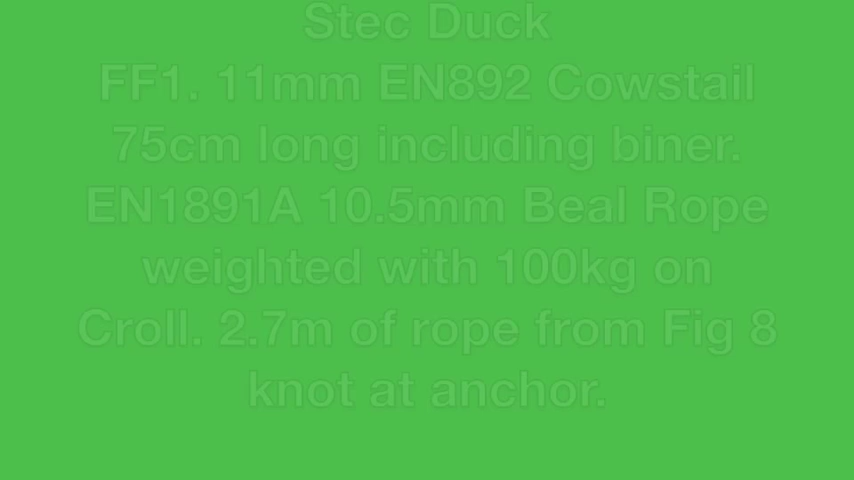 Stec Duck
FF1. 11mm EN892 Cowstail
75cm long including biner.
EN1891A 10.5mm Beal Rope
weighted with 100kg on
Croll. 2.7m of rope from Fig 8
knot at anchor.